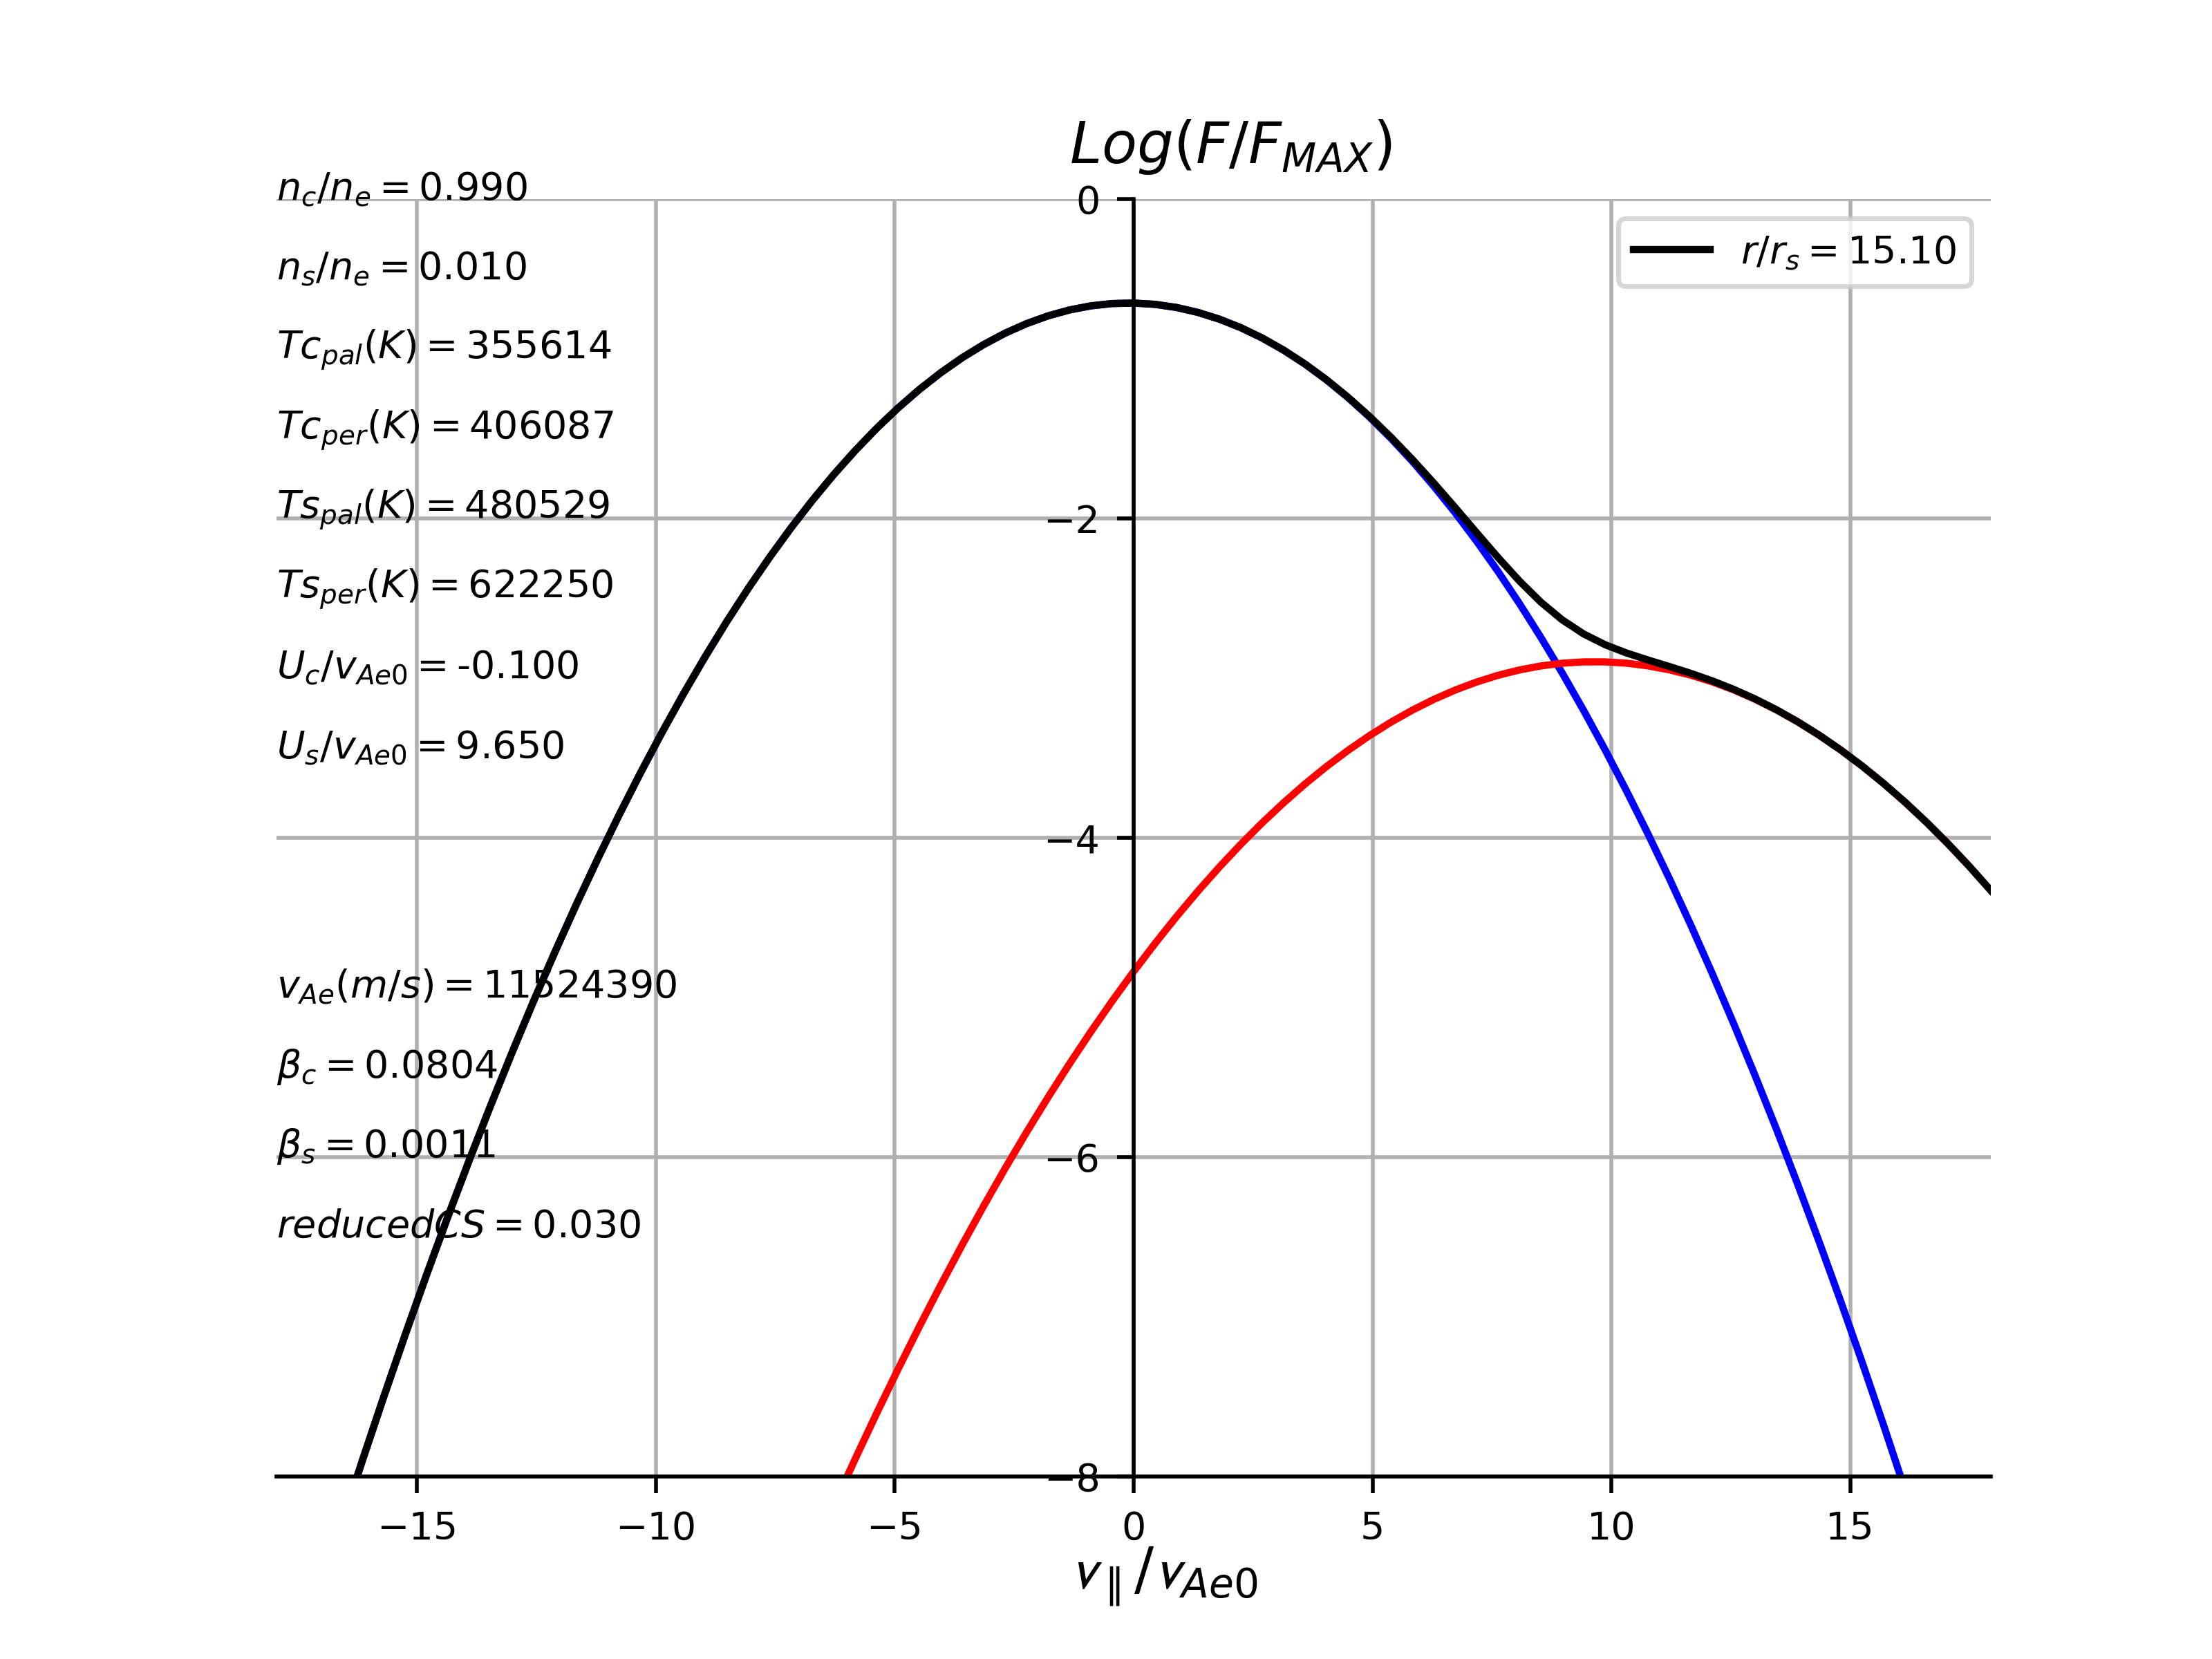 Log(F/F_MAX)
n_c/n_e = 0.990
0
r/r_s = 15.10
n_s/n_e = 0.010
Tc_pal(K) = 355614
Tc_per(K) = 406087
Ts_pal(K) = 480529
−2
Ts_per(K) = 622250
U_c/v_Ae0 = -0.100
U_s/v_Ae0 = 9.650
−4
v_Ae(m/s) = 11524390
β_c = 0.0804
β_s = 0.0011
−6
reducedCS = 0.030
−8
−15 −10 −5 0 5 10 15
v_∥/v_Ae0